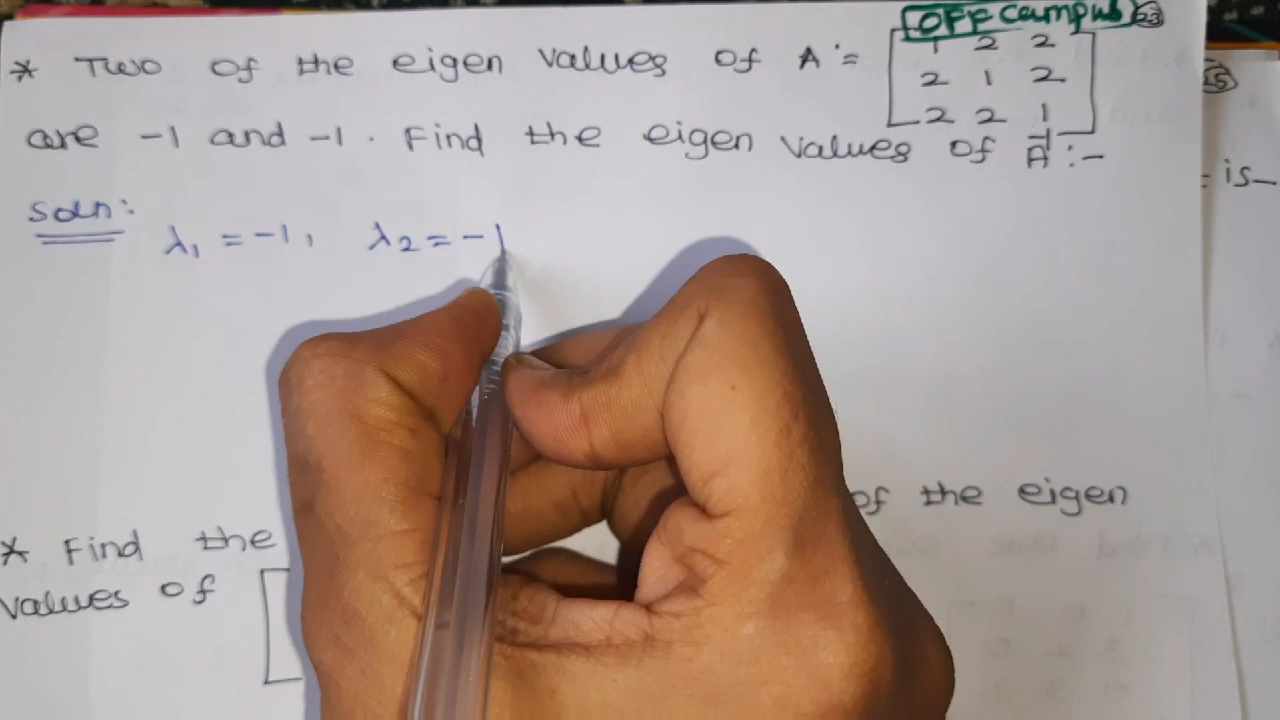 OFF campus 23
* Two of the eigen values of A = [1 2 2
2 1 2
2 2 1]
are -1 and -1. Find the eigen values of A⁻¹ :-
Soln:
λ₁ = -1, λ₂ = -1
* Find the of the eigen
values of [
= is